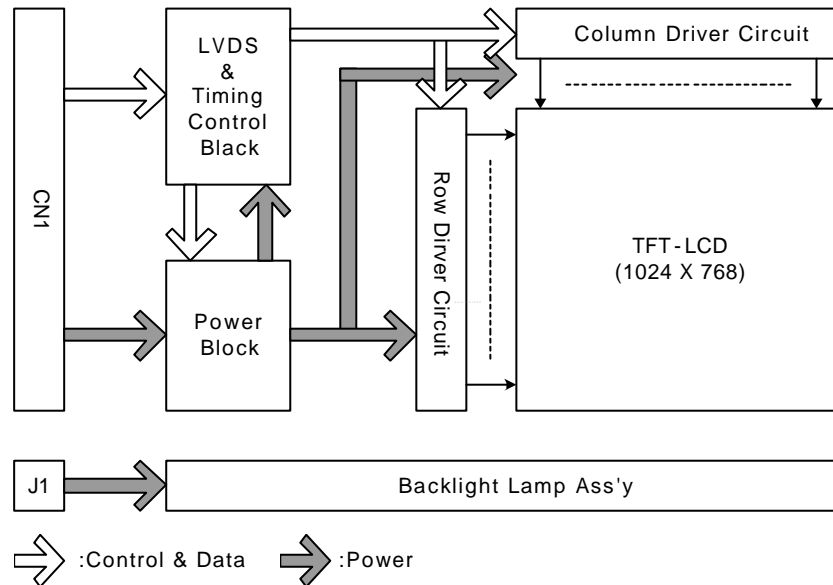 CN1
LVDS
&
Timing
Control
Black
Column Driver Circuit
Row Dirver Circuit
TFT-LCD
(1024 X 768)
Power
Block
J1
Backlight Lamp Ass'y
:Control & Data
:Power